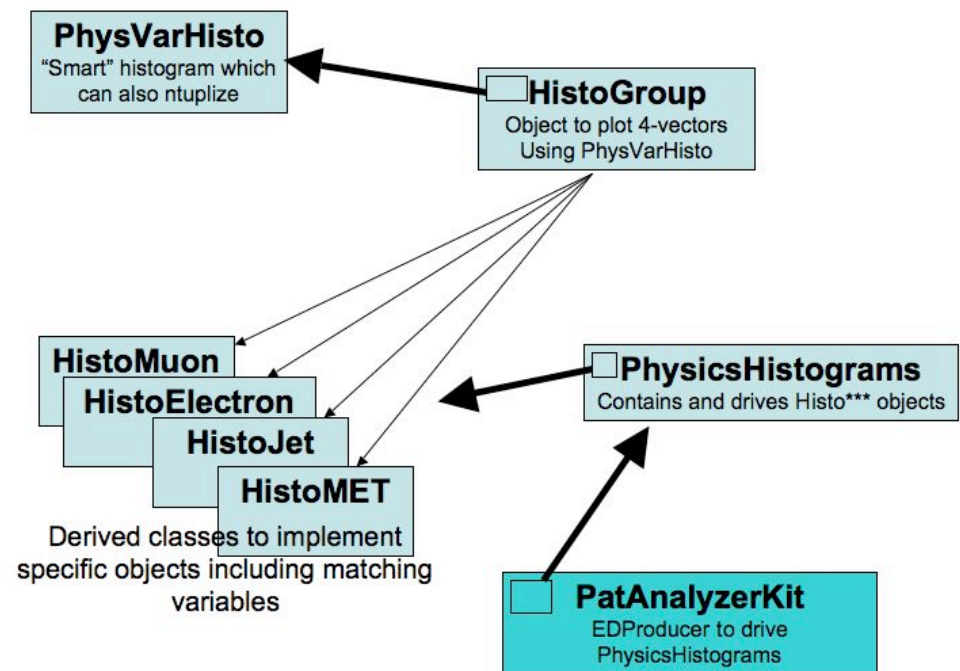 PhysVarHisto
“Smart” histogram which
can also ntuplize
HistoGroup
Object to plot 4-vectors
Using PhysVarHisto
HistoMuon
HistoElectron
HistoJet
HistoMET
Derived classes to implement
specific objects including matching
variables
PhysicsHistograms
Contains and drives Histo*** objects
PatAnalyzerKit
EDProducer to drive
PhysicsHistograms